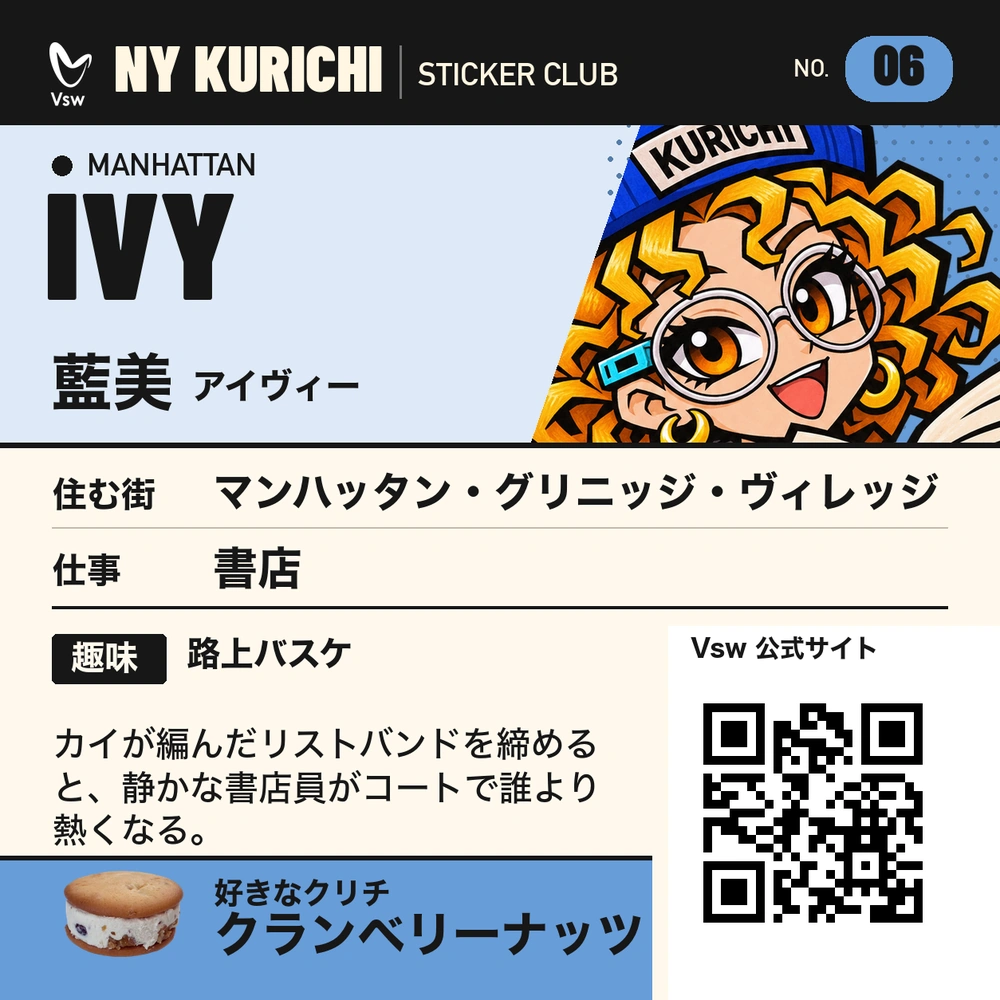 Vsw
NY KURICHI
STICKER CLUB
NO.
06
MANHATTAN
IVY
藍美 アイヴィー
KURICHI
住む街 マンハッタン・グリニッジ・ヴィレッジ
仕事 書店
趣味 路上バスケ
カイが編んだリストバンドを締める
と、静かな書店員がコートで誰より
熱くなる。
好きなクリチ
クランベリーナッツ
Vsw 公式サイト